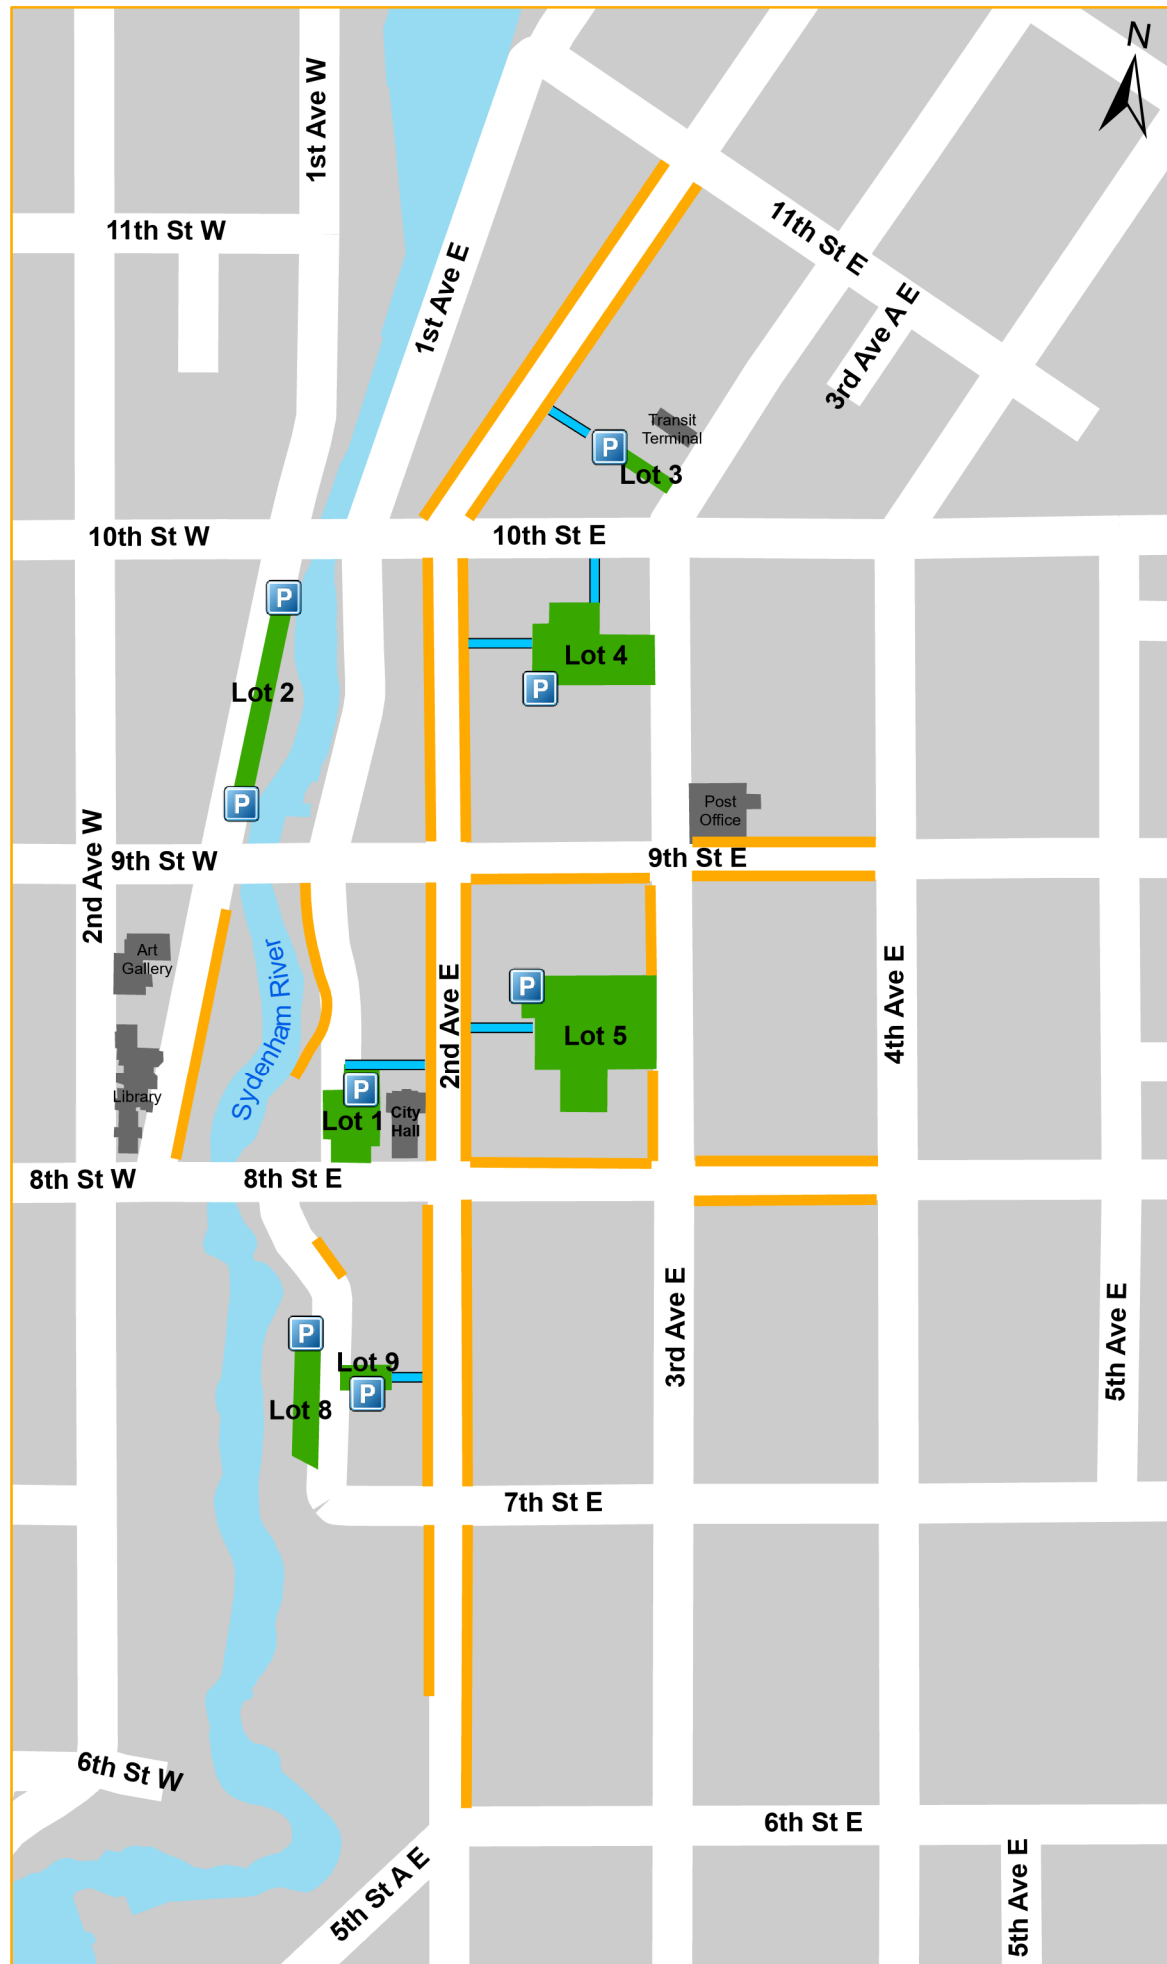 N
1st Ave W
11th St W
11th St E
1st Ave E
3rd Ave A E
Transit
Terminal
P
Lot 3
10th St W
10th St E
P
Lot 4
Lot 2
P
P
Post
Office
2nd Ave W
9th St W
9th St E
Art
Gallery
Sydenham River
2nd Ave E
P
Lot 5
4th Ave E
Library
P
Lot 1
City
Hall
8th St W
8th St E
3rd Ave E
5th Ave E
P
Lot 9
P
Lot 8
7th St E
6th St W
6th St E
5th St A E
5th Ave E